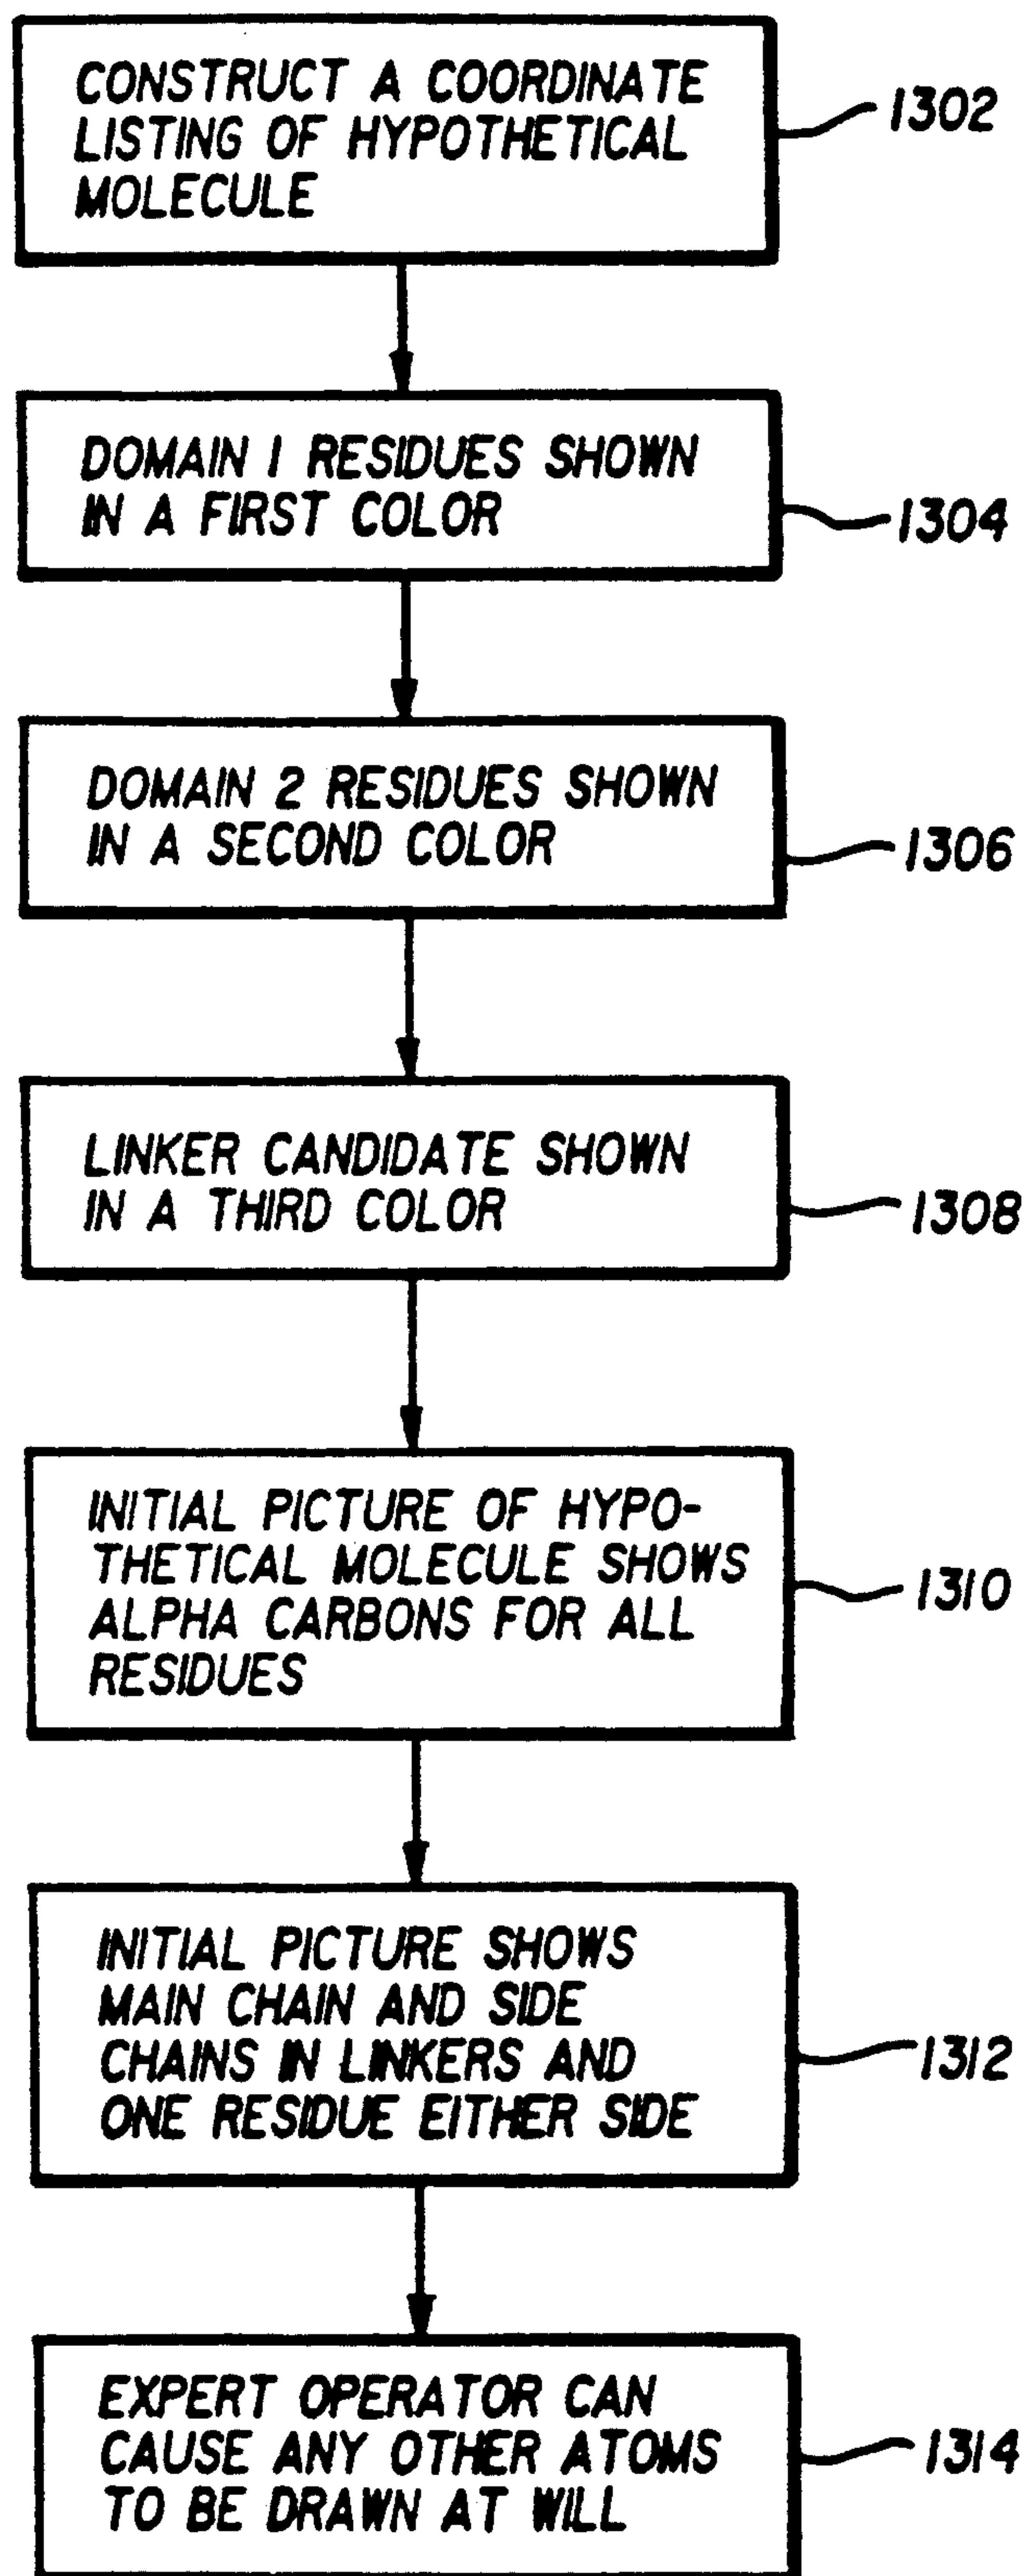 CONSTRUCT A COORDINATE
LISTING OF HYPOTHETICAL
MOLECULE
1302
DOMAIN 1 RESIDUES SHOWN
IN A FIRST COLOR
1304
DOMAIN 2 RESIDUES SHOWN
IN A SECOND COLOR
1306
LINKER CANDIDATE SHOWN
IN A THIRD COLOR
1308
INITIAL PICTURE OF HYPO-
THETICAL MOLECULE SHOWS
ALPHA CARBONS FOR ALL
RESIDUES
1310
INITIAL PICTURE SHOWS
MAIN CHAIN AND SIDE
CHAINS IN LINKERS AND
ONE RESIDUE EITHER SIDE
1312
EXPERT OPERATOR CAN
CAUSE ANY OTHER ATOMS
TO BE DRAWN AT WILL
1314